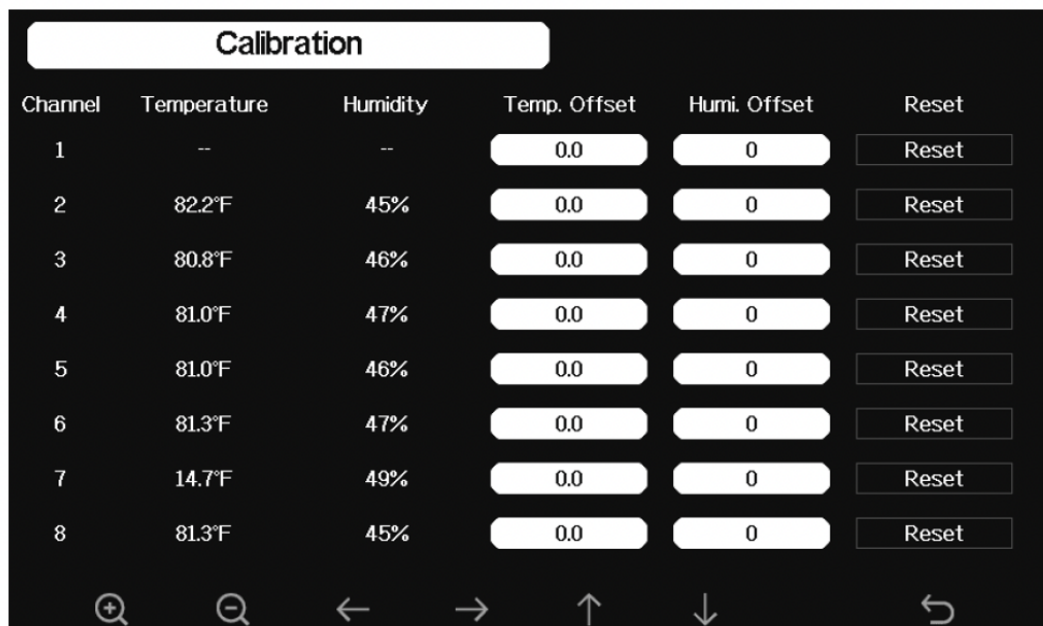 Calibration
Channel Temperature Humidity Temp. Offset Humi. Offset Reset
1 -- -- 0.0 0 Reset
2 82.2°F 45% 0.0 0 Reset
3 80.8°F 46% 0.0 0 Reset
4 81.0°F 47% 0.0 0 Reset
5 81.0°F 46% 0.0 0 Reset
6 81.3°F 47% 0.0 0 Reset
7 14.7°F 49% 0.0 0 Reset
8 81.3°F 45% 0.0 0 Reset